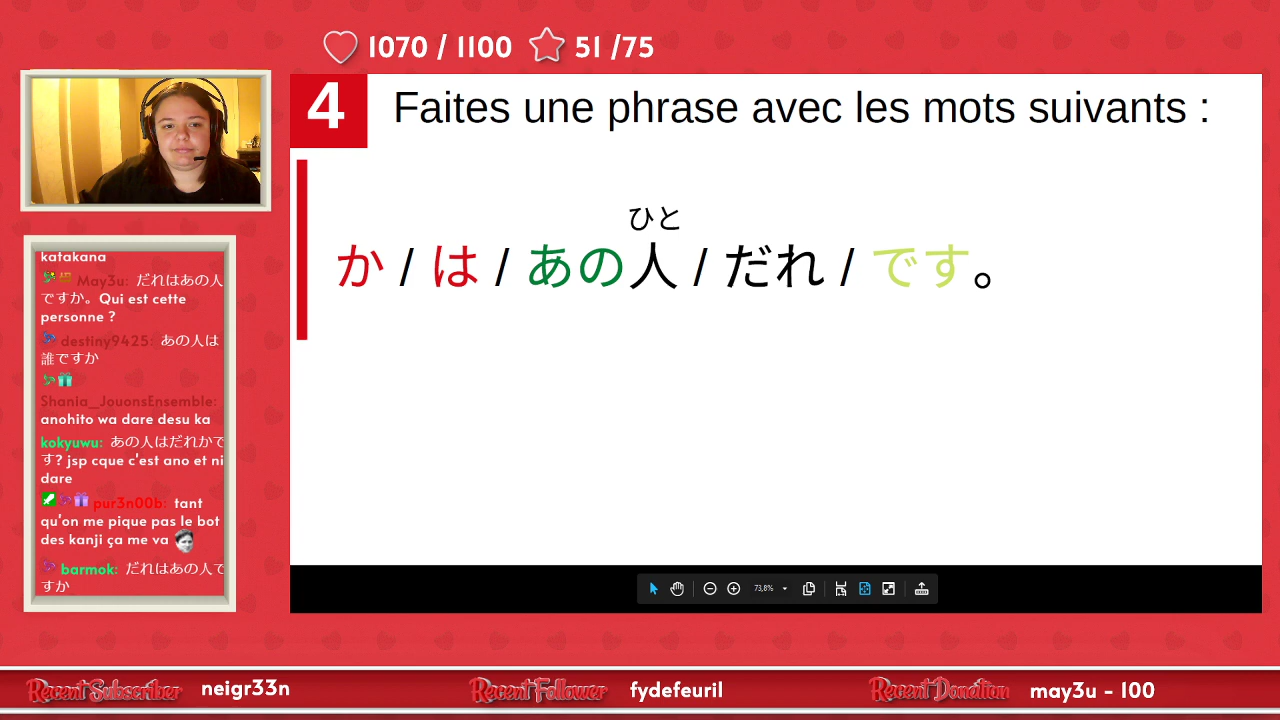 1070 / 1100 51 /75
4 Faites une phrase avec les mots suivants :
ひと
か / は / あの人 / だれ / です。
katakana
May3u: だれはあの人
ですか。Qui est cette
personne ?
destiny9425: あの人は
誰ですか
Shania_JouonsEnsemble:
anohito wa dare desu ka
kokyuwu: あの人はだれかで
す? jsp cque c'est ano et ni
dare
pur3n00b: tant
qu'on me pique pas le bot
des kanji ça me va
barmok: だれはあの人で
すか
73,8%
Recent Subscriber neigr33n Recent Follower fydefeuril Recent Donation may3u - 100